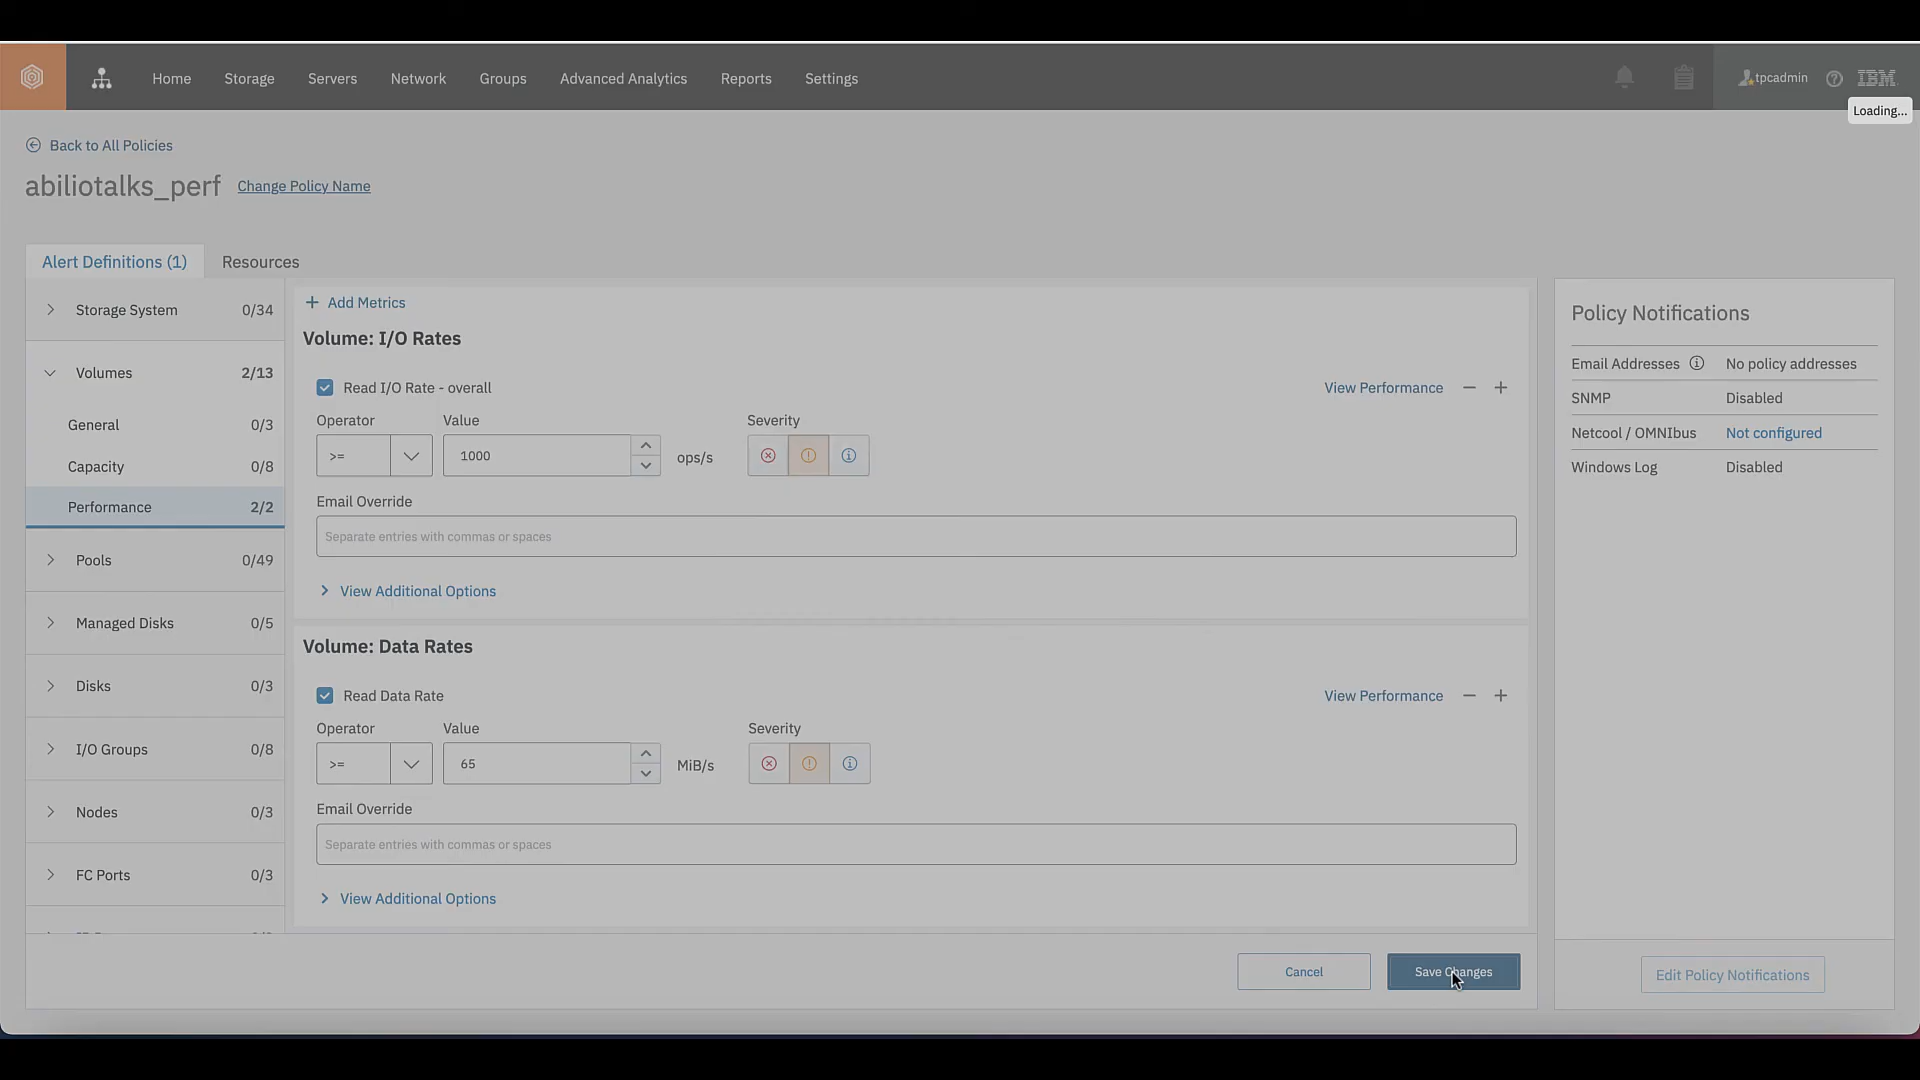 Home Storage Servers Network Groups Advanced Analytics Reports Settings tpcadmin IBM
Loading...
Back to All Policies
abiliotalks_perf Change Policy Name
Alert Definitions (1) Resources
Storage System 0/34
Volumes 2/13
General 0/3
Capacity 0/8
Performance 2/2
Pools 0/49
Managed Disks 0/5
Disks 0/3
I/O Groups 0/8
Nodes 0/3
FC Ports 0/3
+ Add Metrics
Volume: I/O Rates
Read I/O Rate - overall View Performance
Operator Value Severity
>= 1000 ops/s
Email Override
Separate entries with commas or spaces
View Additional Options
Volume: Data Rates
Read Data Rate View Performance
Operator Value Severity
>= 65 MiB/s
Email Override
Separate entries with commas or spaces
View Additional Options
Cancel Save Changes
Policy Notifications
Email Addresses No policy addresses
SNMP Disabled
Netcool / OMNIbus Not configured
Windows Log Disabled
Edit Policy Notifications